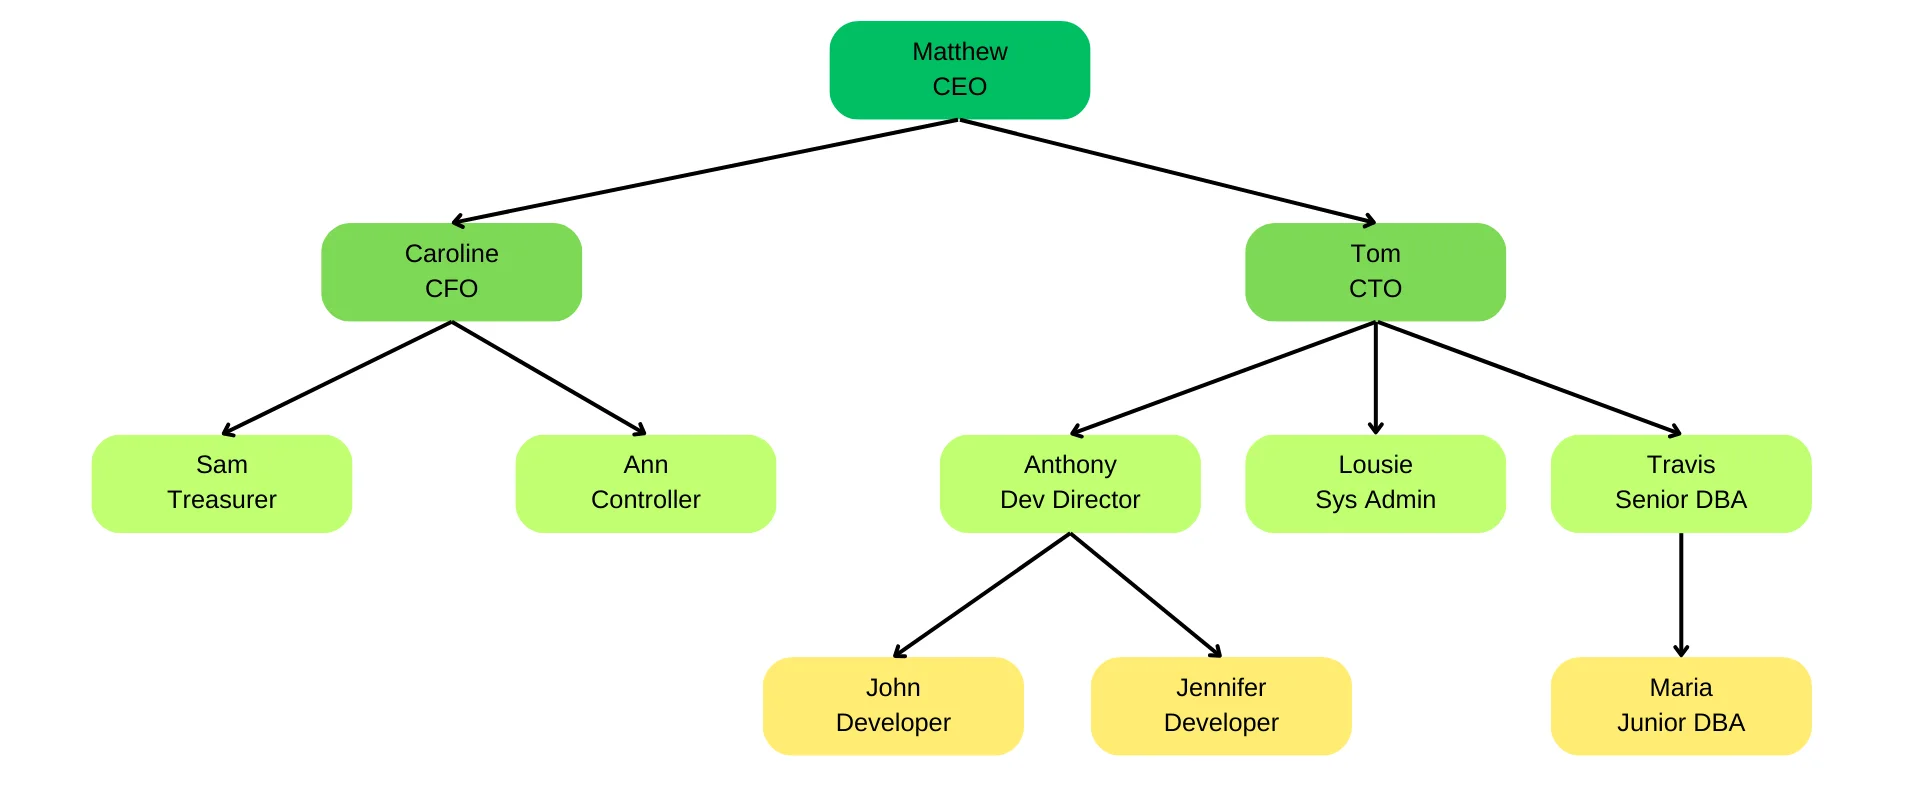 Matthew
CEO
Caroline
CFO
Tom
CTO
Sam
Treasurer
Ann
Controller
Anthony
Dev Director
Lousie
Sys Admin
Travis
Senior DBA
John
Developer
Jennifer
Developer
Maria
Junior DBA